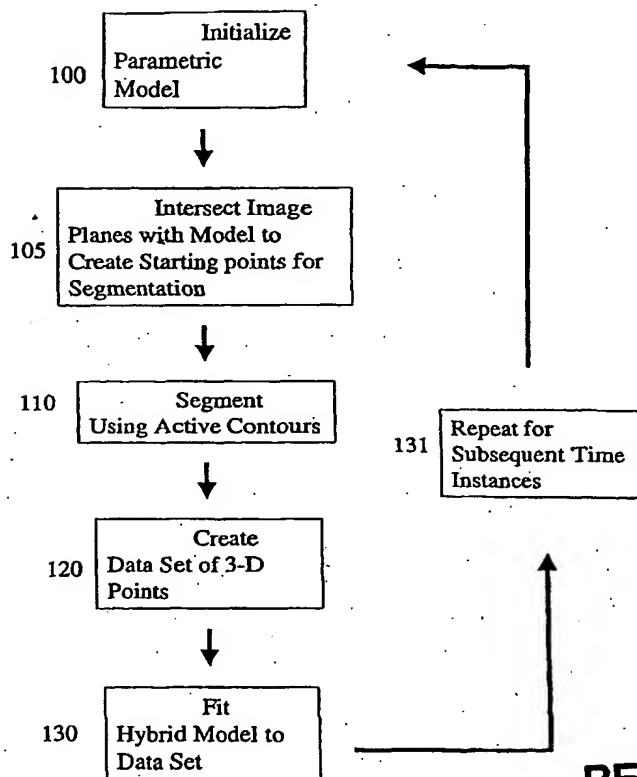 Initialize
100
Parametric
Model
Intersect Image
105
Planes with Model to
Create Starting points for
Segmentation
110
Segment
Using Active Contours
131
Repeat for
Subsequent Time
Instances
120
Create
Data Set of 3-D
Points
130
Fit
Hybrid Model to
Data Set